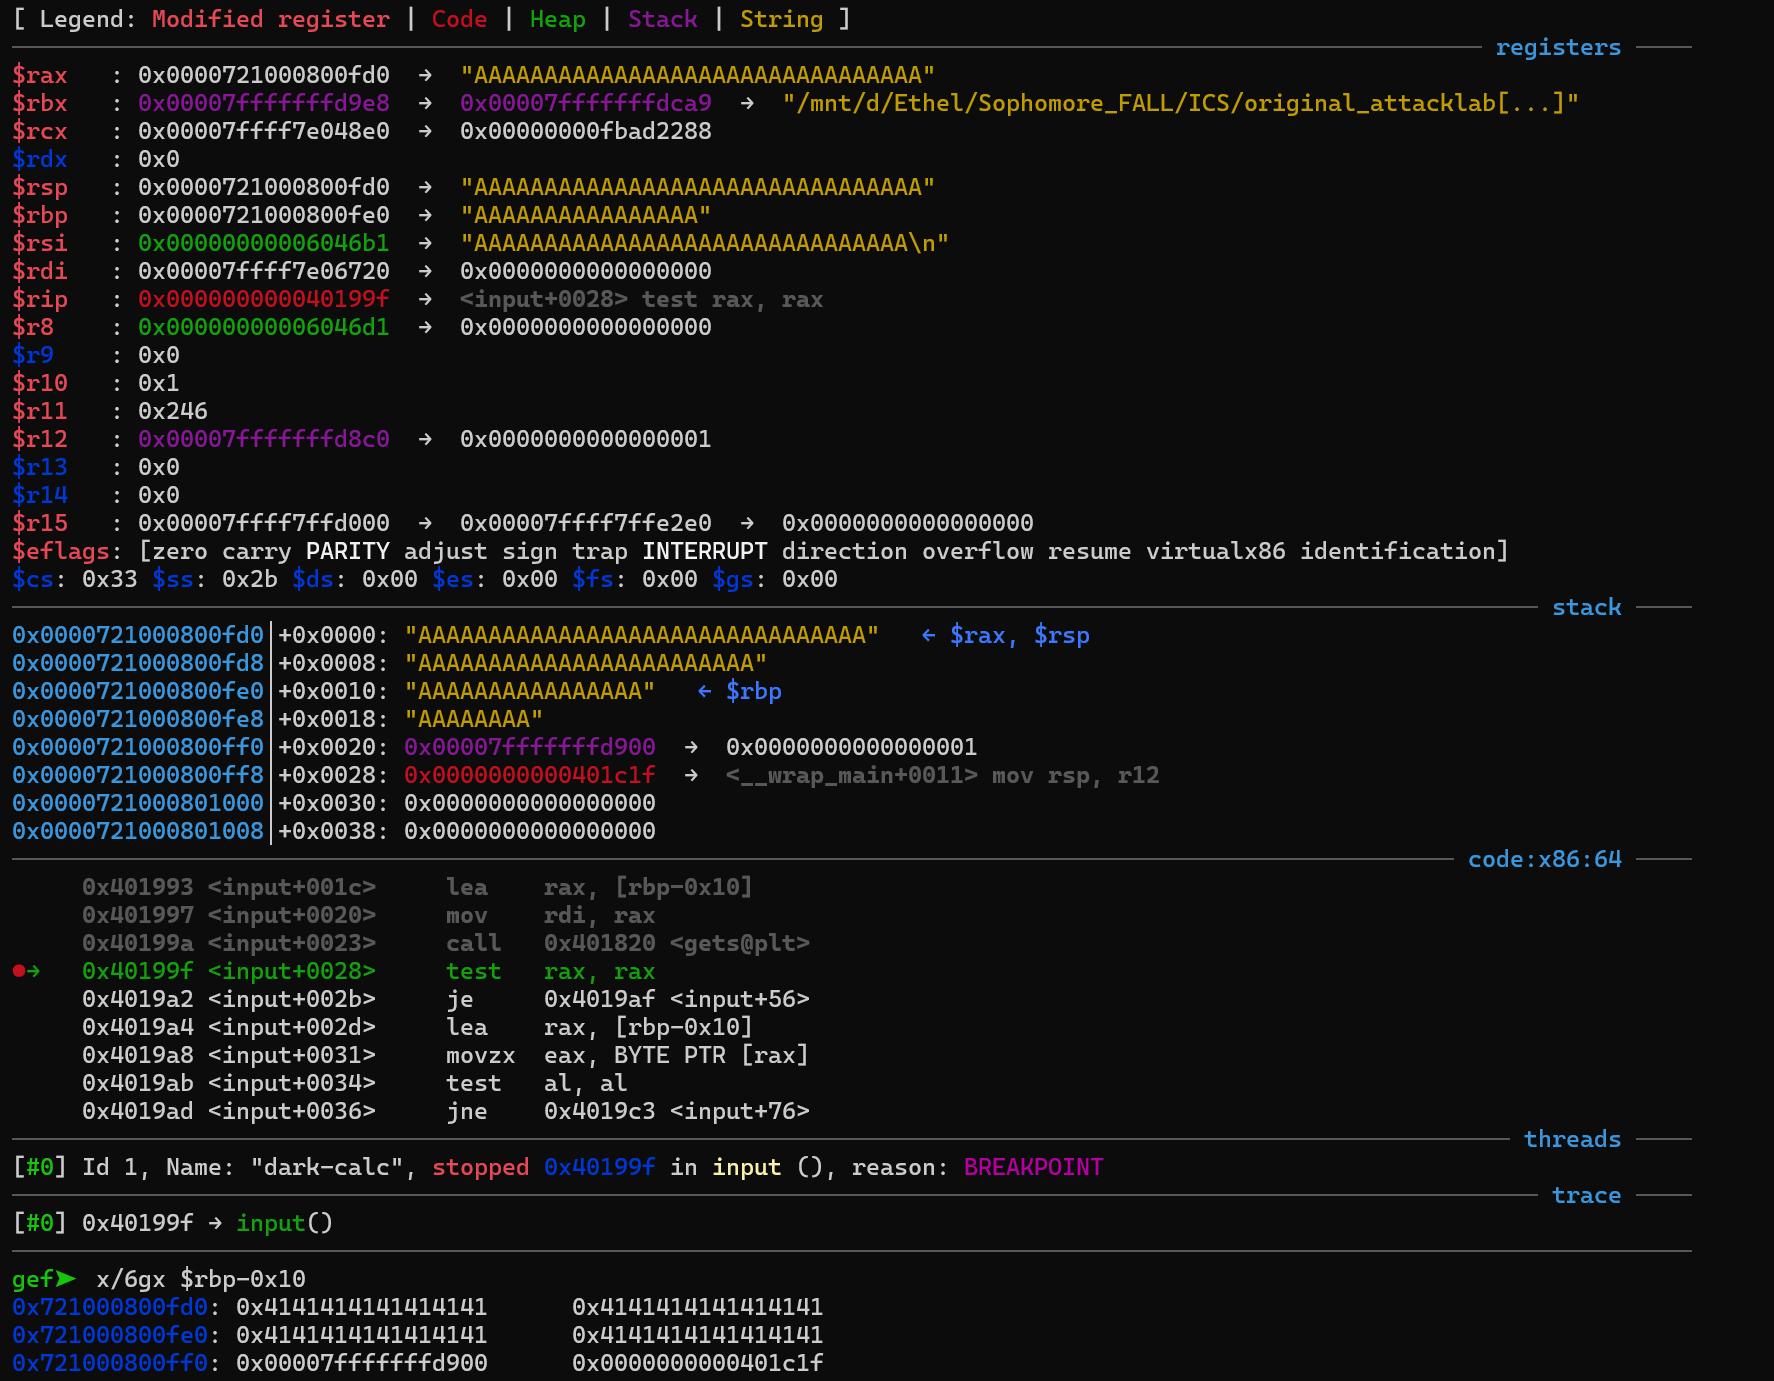 [ Legend: Modified register | Code | Heap | Stack | String ]
registers
$rax   : 0x0000721000800fd0  →  "AAAAAAAAAAAAAAAAAAAAAAAAAAAAAAAA"
$rbx   : 0x00007fffffffd9e8  →  0x00007fffffffdca9  →  "/mnt/d/Ethel/Sophomore_FALL/ICS/original_attacklab[...]"
$rcx   : 0x00007ffff7e048e0  →  0x00000000fbad2288
$rdx   : 0x0
$rsp   : 0x0000721000800fd0  →  "AAAAAAAAAAAAAAAAAAAAAAAAAAAAAAAA"
$rbp   : 0x0000721000800fe0  →  "AAAAAAAAAAAAAAAA"
$rsi   : 0x00000000006046b1  →  "AAAAAAAAAAAAAAAAAAAAAAAAAAAAAAA\n"
$rdi   : 0x00007ffff7e06720  →  0x0000000000000000
$rip   : 0x000000000040199f  →  <input+0028> test rax, rax
$r8    : 0x00000000006046d1  →  0x0000000000000000
$r9    : 0x0
$r10   : 0x1
$r11   : 0x246
$r12   : 0x00007fffffffd8c0  →  0x0000000000000001
$r13   : 0x0
$r14   : 0x0
$r15   : 0x00007ffff7ffd000  →  0x00007ffff7ffe2e0  →  0x0000000000000000
$eflags: [zero carry PARITY adjust sign trap INTERRUPT direction overflow resume virtualx86 identification]
$cs: 0x33 $ss: 0x2b $ds: 0x00 $es: 0x00 $fs: 0x00 $gs: 0x00
stack
0x0000721000800fd0│+0x0000: "AAAAAAAAAAAAAAAAAAAAAAAAAAAAAAAA"   ← $rax, $rsp
0x0000721000800fd8│+0x0008: "AAAAAAAAAAAAAAAAAAAAAAAA"
0x0000721000800fe0│+0x0010: "AAAAAAAAAAAAAAAA"   ← $rbp
0x0000721000800fe8│+0x0018: "AAAAAAAA"
0x0000721000800ff0│+0x0020: 0x00007fffffffd900  →  0x0000000000000001
0x0000721000800ff8│+0x0028: 0x0000000000401c1f  →  <__wrap_main+0011> mov rsp, r12
0x0000721000801000│+0x0030: 0x0000000000000000
0x0000721000801008│+0x0038: 0x0000000000000000
code:x86:64
0x401993 <input+001c>     lea    rax, [rbp-0x10]
0x401997 <input+0020>     mov    rdi, rax
0x40199a <input+0023>     call   0x401820 <gets@plt>
●→   0x40199f <input+0028>     test   rax, rax
0x4019a2 <input+002b>     je     0x4019af <input+56>
0x4019a4 <input+002d>     lea    rax, [rbp-0x10]
0x4019a8 <input+0031>     movzx  eax, BYTE PTR [rax]
0x4019ab <input+0034>     test   al, al
0x4019ad <input+0036>     jne    0x4019c3 <input+76>
threads
[#0] Id 1, Name: "dark-calc", stopped 0x40199f in input (), reason: BREAKPOINT
trace
[#0] 0x40199f → input()
gef➤  x/6gx $rbp-0x10
0x721000800fd0: 0x4141414141414141      0x4141414141414141
0x721000800fe0: 0x4141414141414141      0x4141414141414141
0x721000800ff0: 0x00007fffffffd900      0x0000000000401c1f